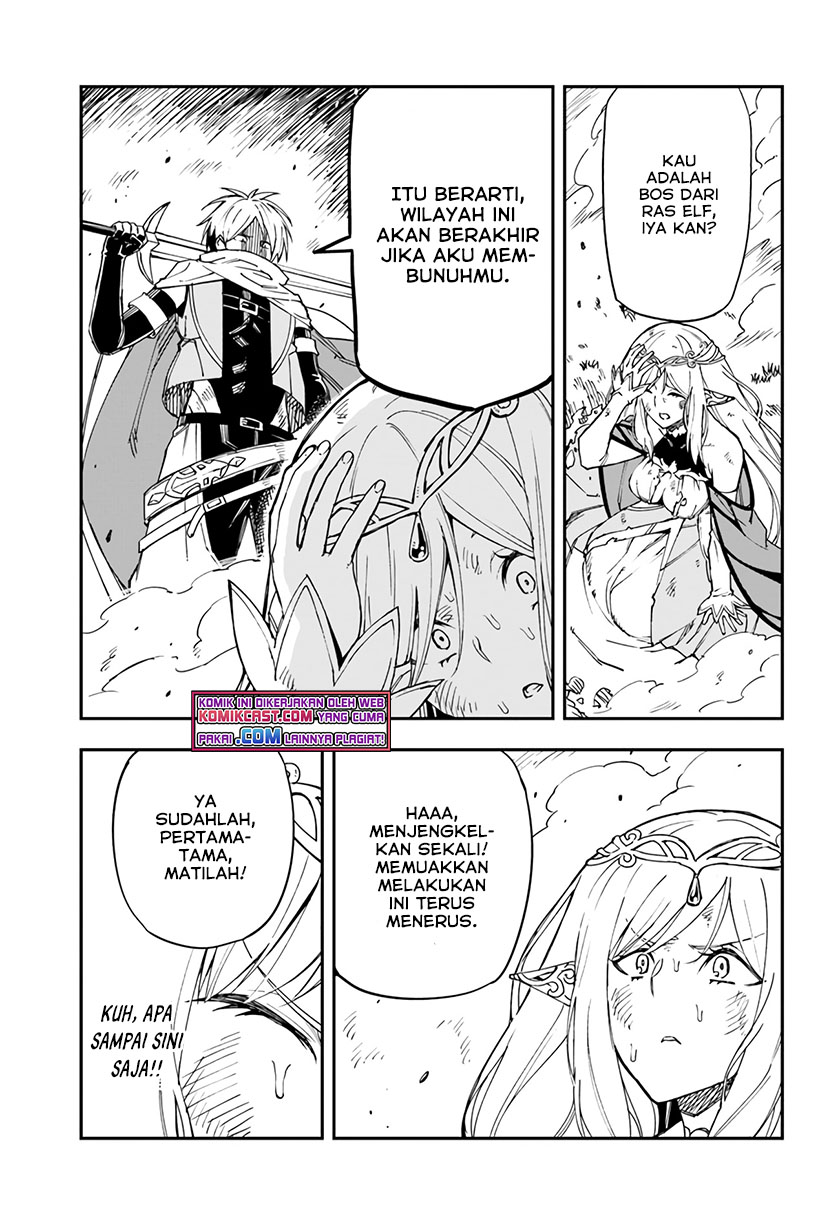 KAU
ADALAH
BOS DARI
RAS ELF,
IYA KAN?
ITU BERARTI,
WILAYAH INI
AKAN BERAKHIR
JIKA AKU MEM-
BUNUHMU.
KOMIK INI DIKERJAKAN OLEH WEB
KOMIKCAST.COM YANG CUMA
PAKAI .COM LAINNYA PLAGIAT!
HAAA,
MENJENGKEL-
KAN SEKALI!
MEMUAKKAN
MELAKUKAN
INI TERUS
MENERUS.
YA
SUDAHLAH,
PERTAMA-
TAMA,
MATILAH!
KUH, APA
SAMPAI SINI
SAJA!!